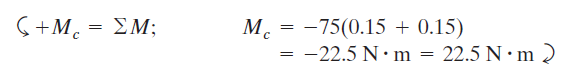 ⤹+M_c = ΣM; M_c = −75(0.15 + 0.15)
= −22.5 N·m = 22.5 N·m ⤸